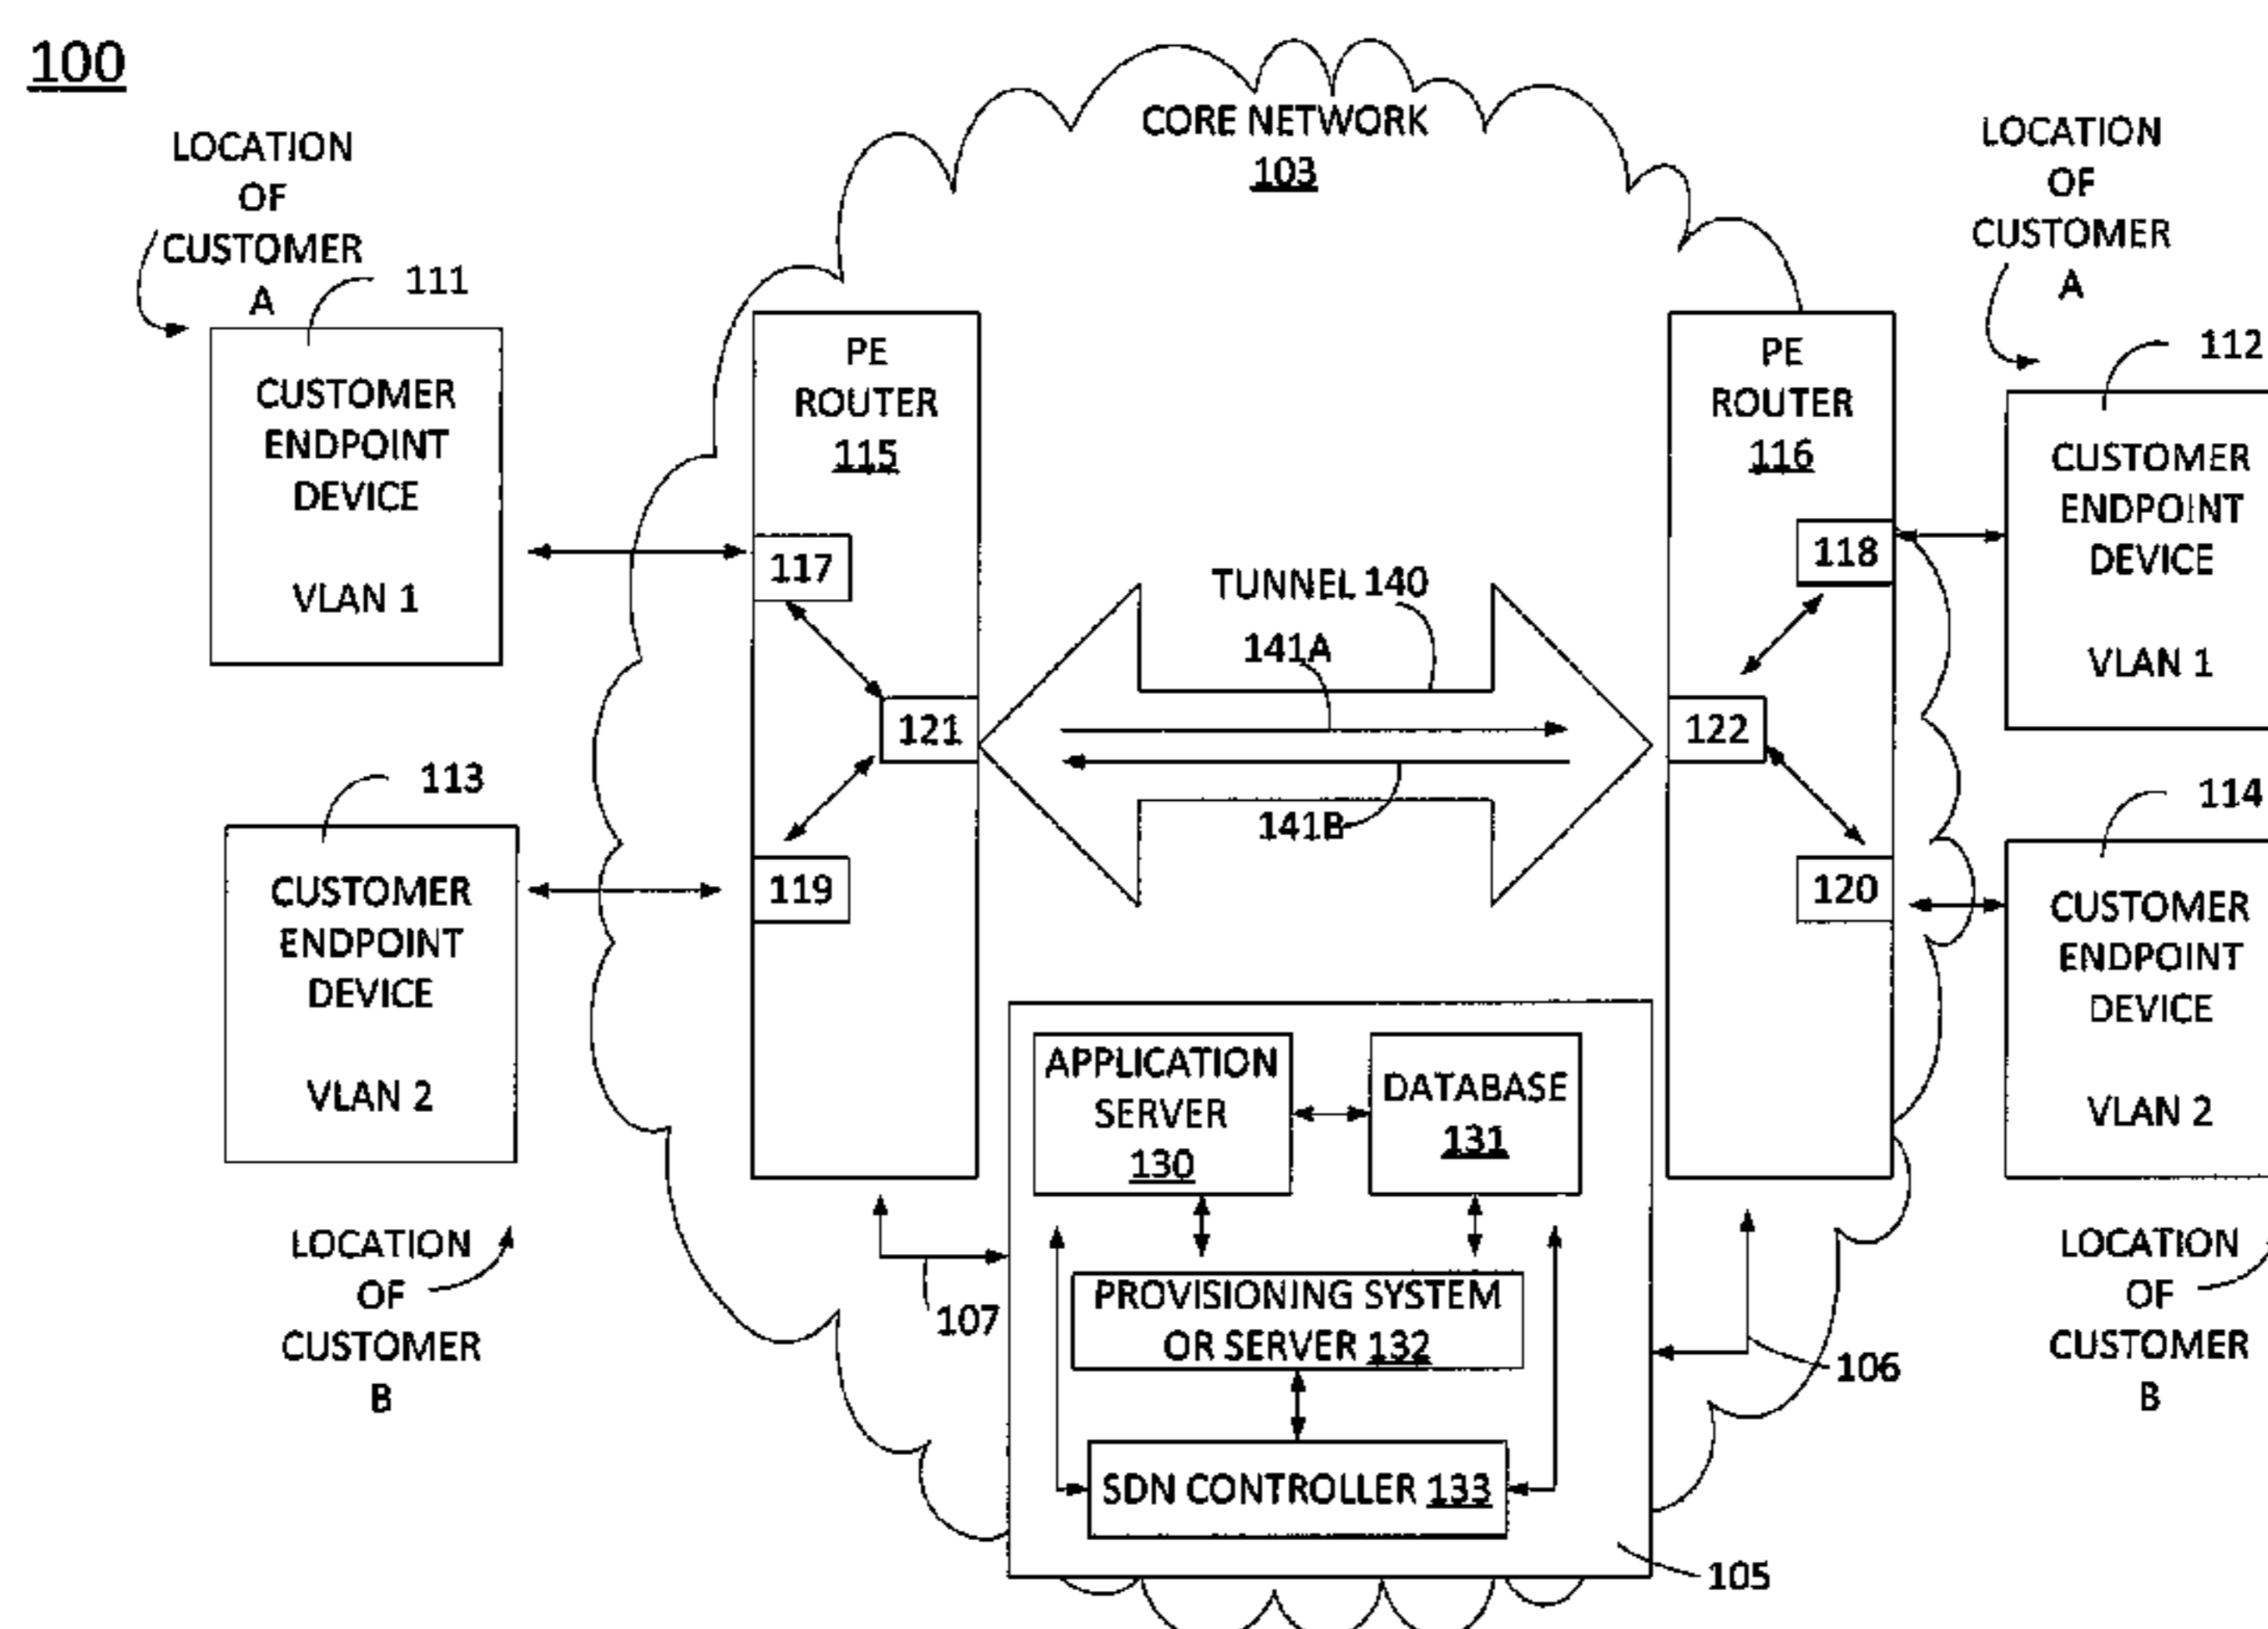 100
LOCATION
OF
CUSTOMER
A
111
CUSTOMER
ENDPOINT
DEVICE
VLAN 1
113
CUSTOMER
ENDPOINT
DEVICE
VLAN 2
LOCATION
OF
CUSTOMER
B
CORE NETWORK
103
PE
ROUTER
115
117
121
119
TUNNEL 140
141A
141B
PE
ROUTER
116
118
122
120
APPLICATION
SERVER
130
DATABASE
131
PROVISIONING SYSTEM
OR SERVER 132
SDN CONTROLLER 133
107
106
105
LOCATION
OF
CUSTOMER
A
112
CUSTOMER
ENDPOINT
DEVICE
VLAN 1
114
CUSTOMER
ENDPOINT
DEVICE
VLAN 2
LOCATION
OF
CUSTOMER
B